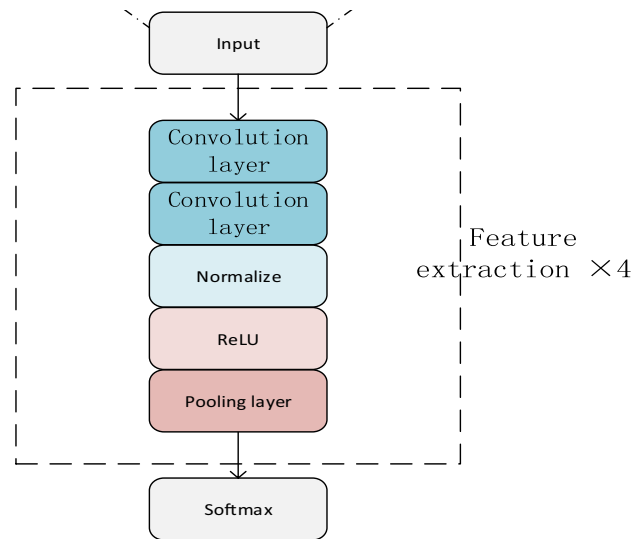 Input
Convolution
layer
Convolution
layer
Normalize
ReLU
Pooling layer
Feature
extraction ×4
Softmax